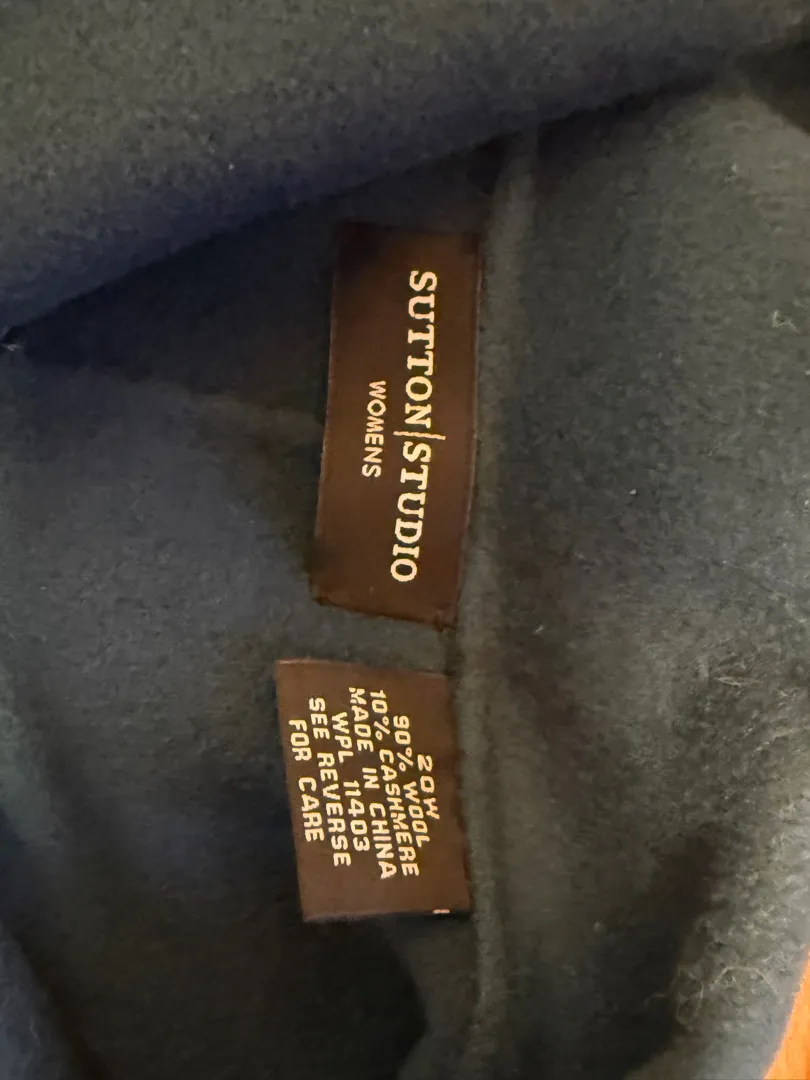 SUTTON|STUDIO
WOMENS
20W
90% WOOL
10% CASHMERE
MADE IN CHINA
WPL 11403
SEE REVERSE
FOR CARE